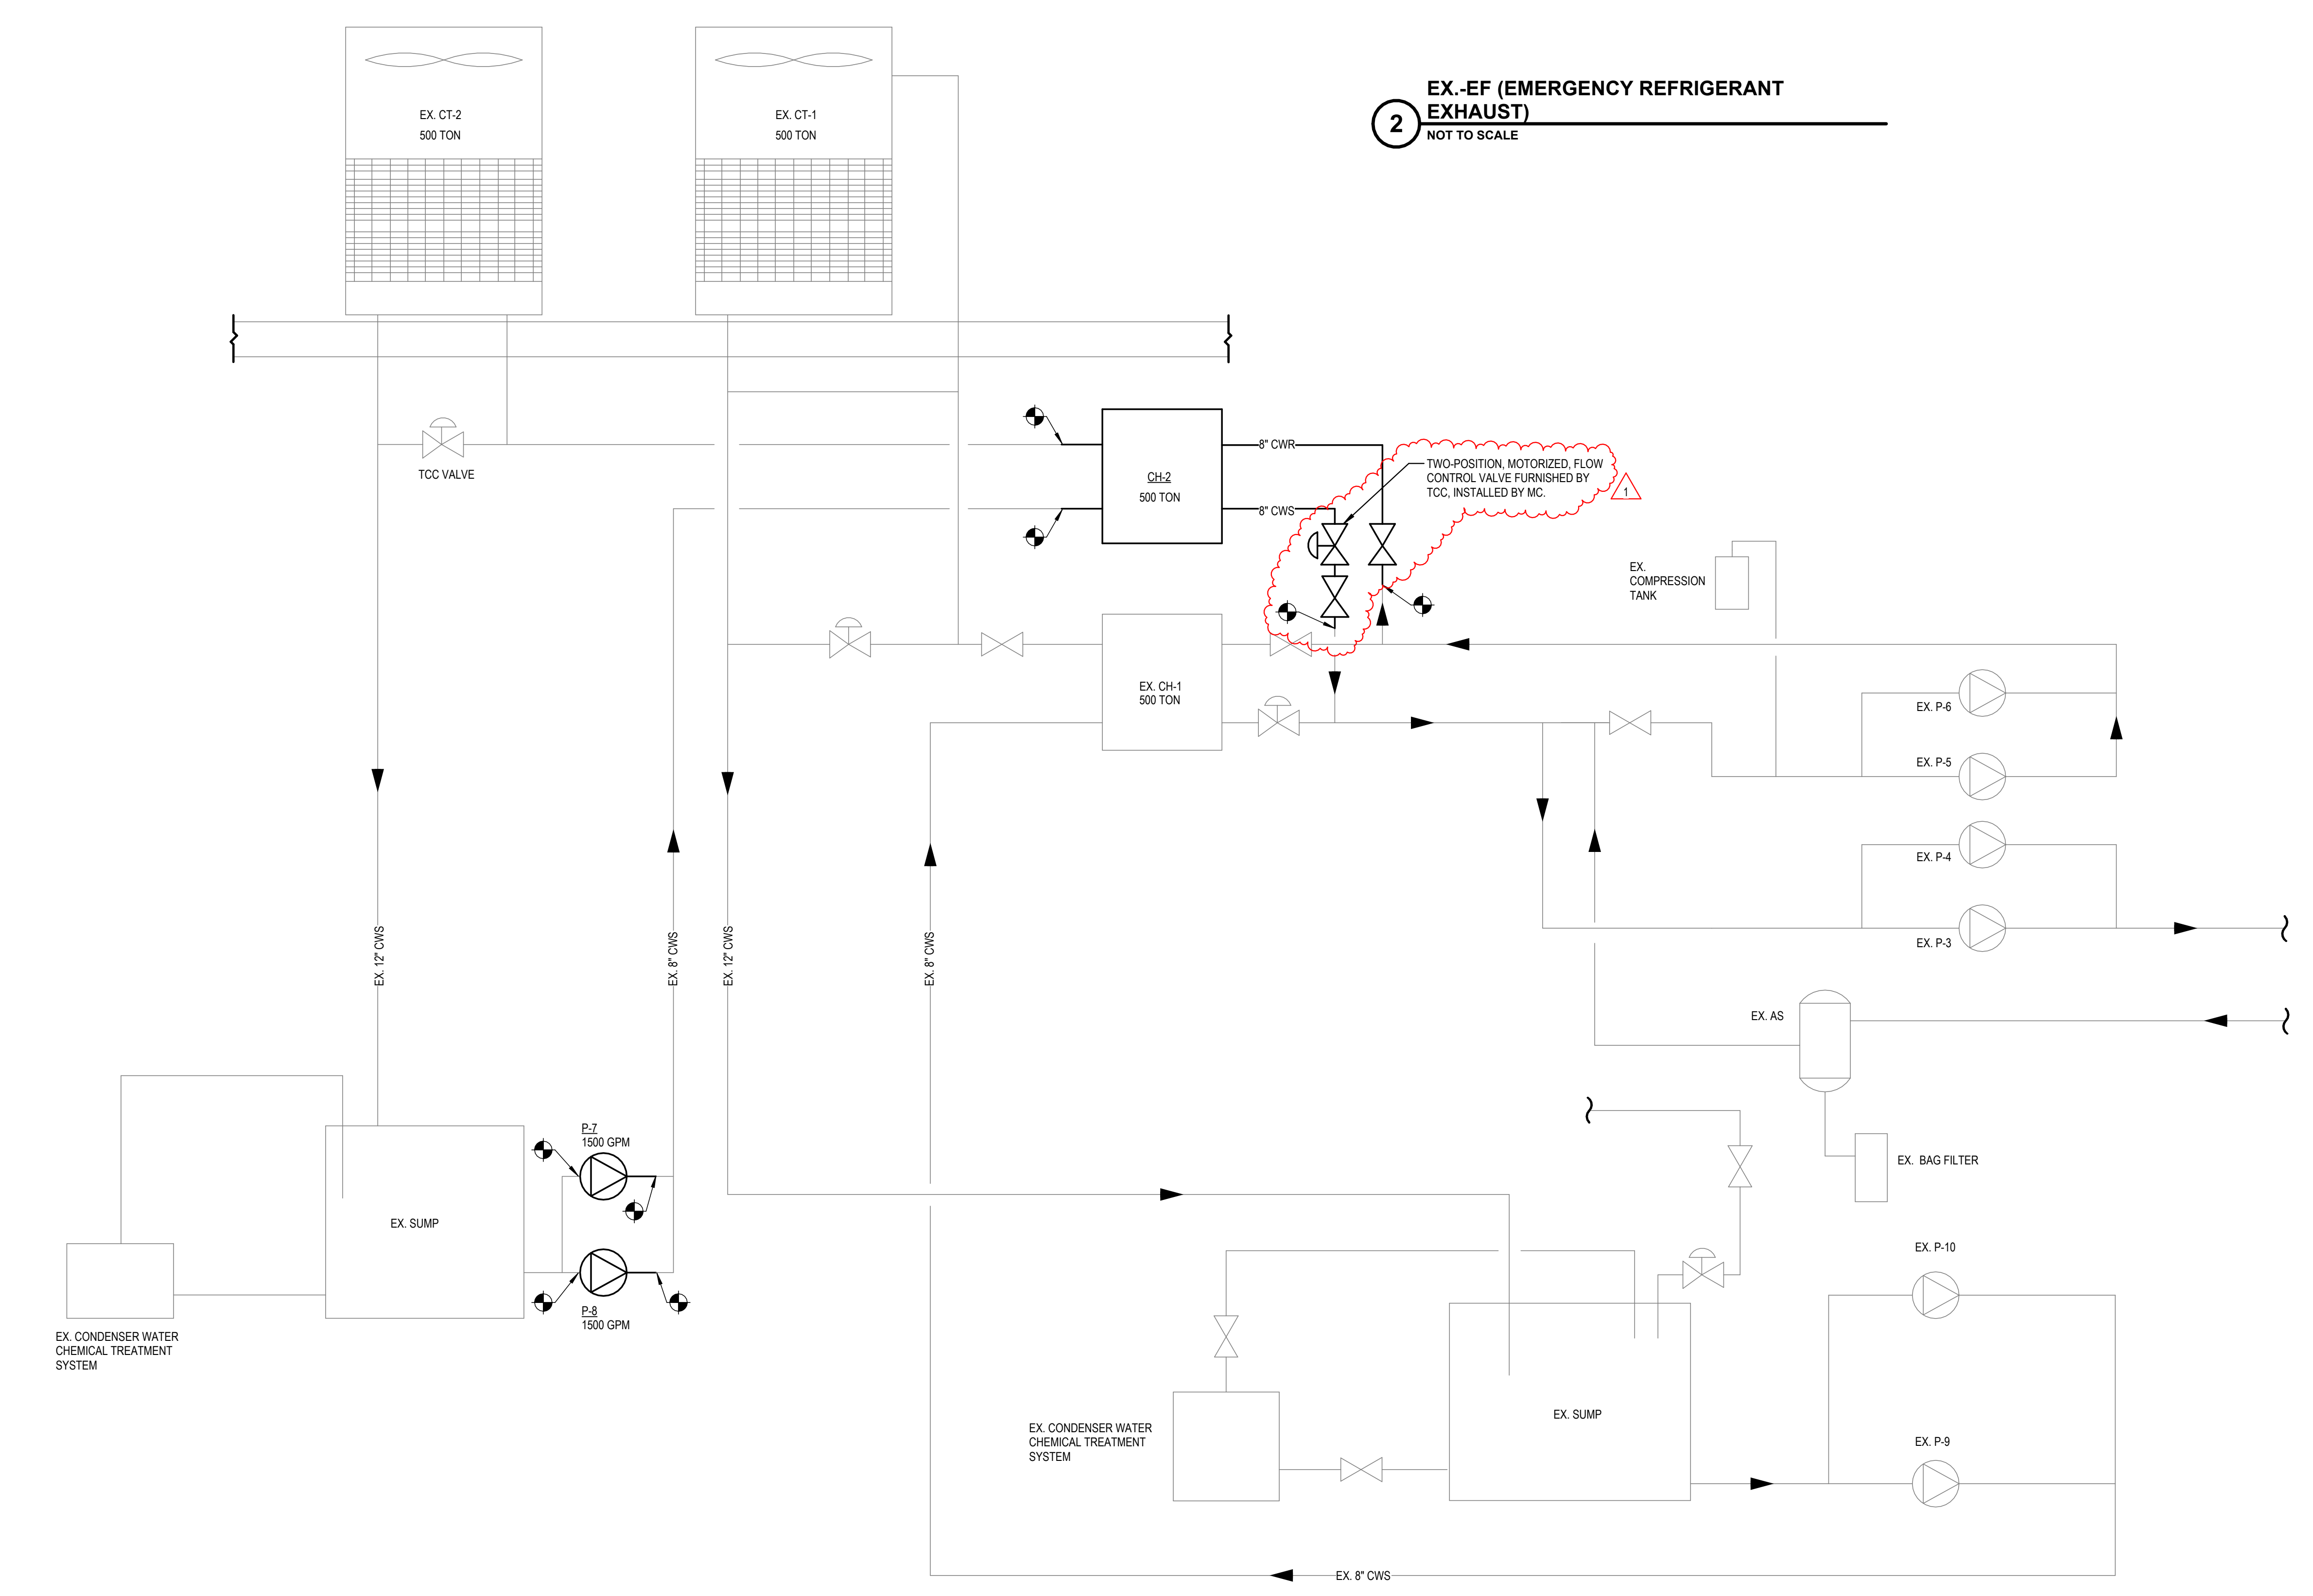 EX. CT-2
500 TON
EX. CT-1
500 TON
2
EX.-EF (EMERGENCY REFRIGERANT
EXHAUST)
NOT TO SCALE
TCC VALVE
CH-2
500 TON
8" CWR
8" CWS
TWO-POSITION, MOTORIZED, FLOW
CONTROL VALVE FURNISHED BY
TCC, INSTALLED BY MC.
1
EX.
COMPRESSION
TANK
EX. CH-1
500 TON
EX. P-6
EX. P-5
EX. P-4
EX. P-3
EX. 12" CWS
EX. 8" CWS
EX. 12" CWS
EX. 8" CWS
EX. AS
EX. BAG FILTER
P-7
1500 GPM
EX. SUMP
P-8
1500 GPM
EX. CONDENSER WATER
CHEMICAL TREATMENT
SYSTEM
EX. P-10
EX. CONDENSER WATER
CHEMICAL TREATMENT
SYSTEM
EX. SUMP
EX. P-9
EX. 8" CWS